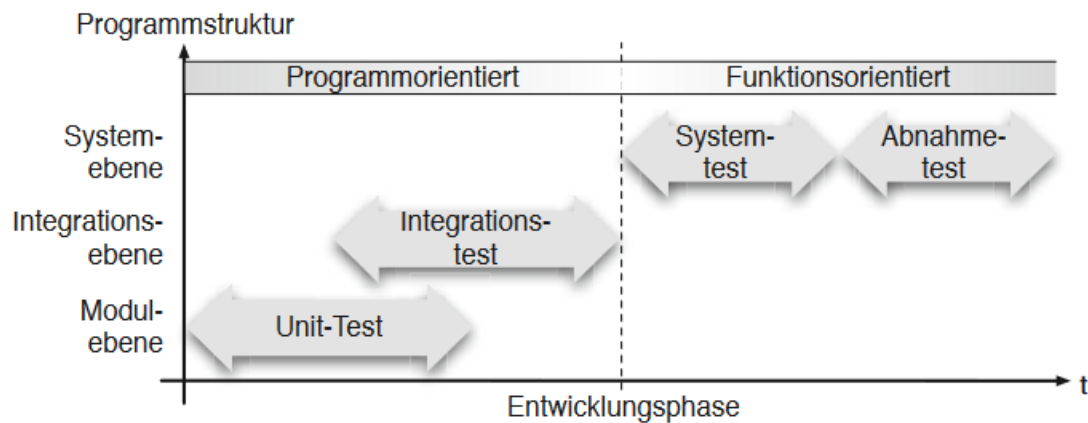 Programmstruktur
Programmorientiert
Funktionsorientiert
System-
ebene
System-
test
Abnahme-
test
Integrations-
ebene
Integrations-
test
Modul-
ebene
Unit-Test
t
Entwicklungsphase